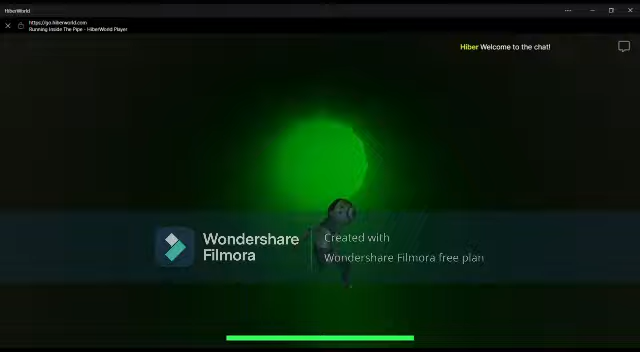 HiberWorld
https://go.hiberworld.com
Running Inside The Pipe - HiberWorld Player
Hiber Welcome to the chat!
Wondershare
Filmora
Created with
Wondershare Filmora free plan